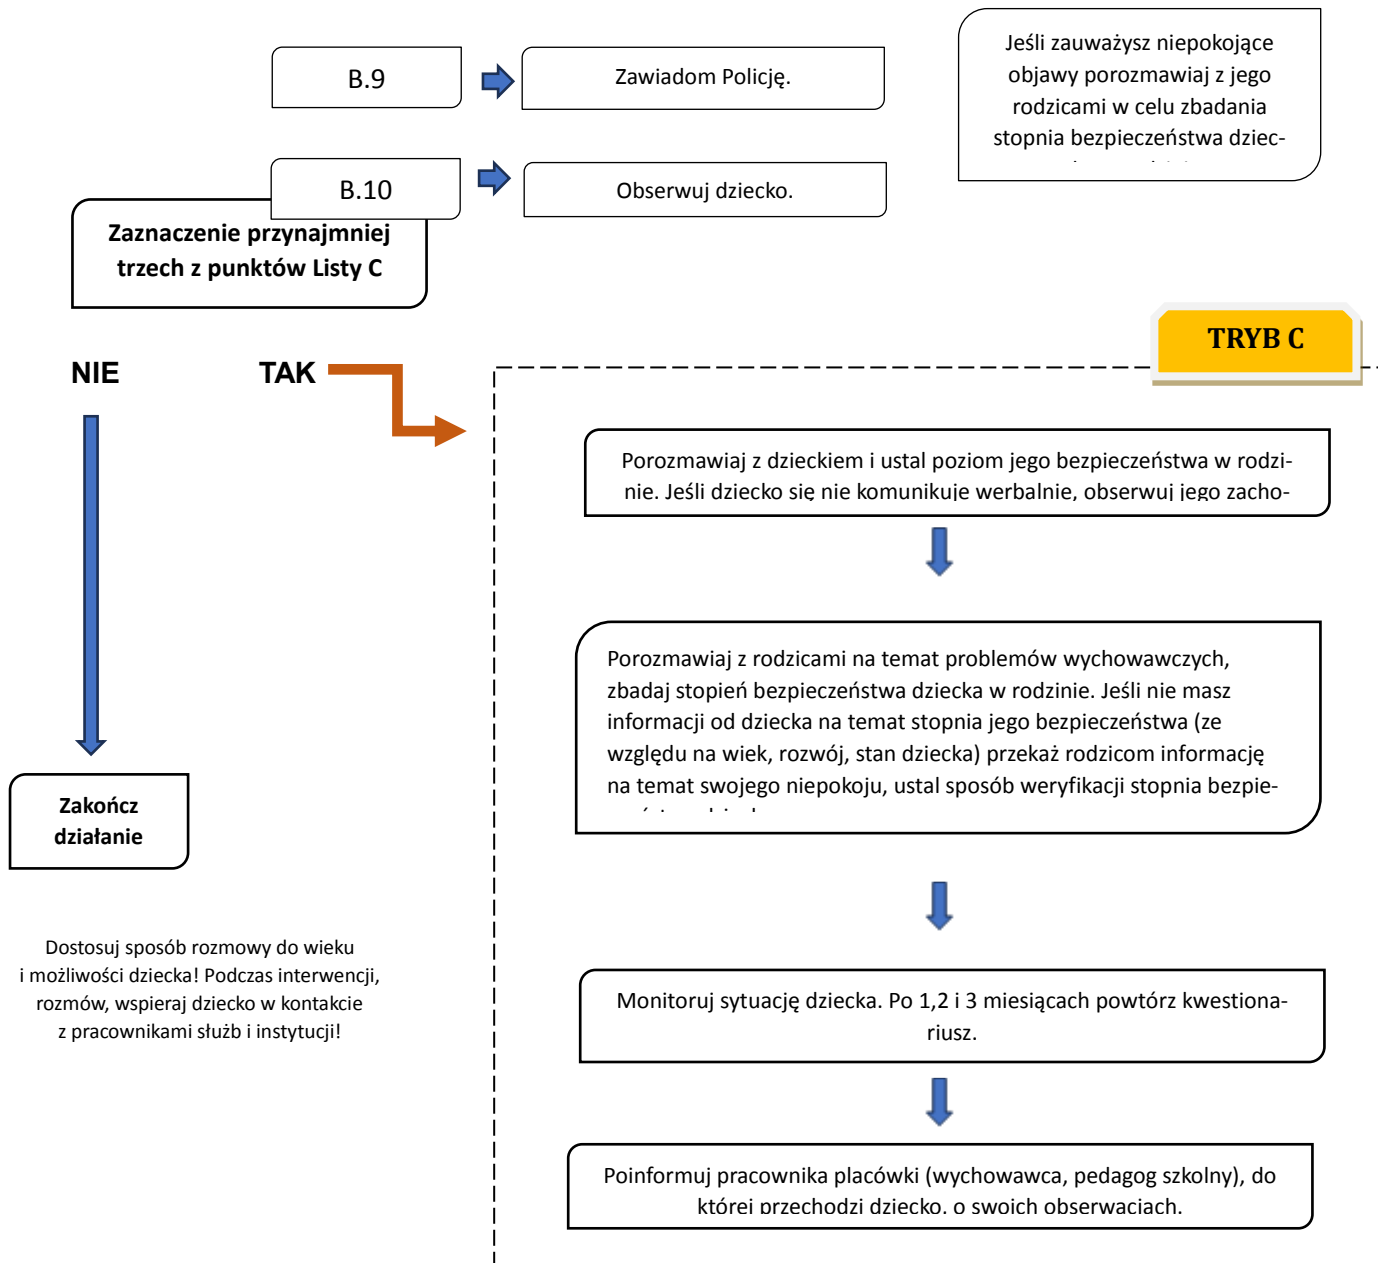 B.9
Zawiadom Policję.
Jeśli zauważysz niepokojące
objawy porozmawiaj z jego
rodzicami w celu zbadania
stopnia bezpieczeństwa dziec-
B.10
Obserwuj dziecko.
Zaznaczenie przynajmniej
trzech z punktów Listy C
TRYB C
NIE
TAK
Porozmawiaj z dzieckiem i ustal poziom jego bezpieczeństwa w rodzi-
nie. Jeśli dziecko się nie komunikuje werbalnie, obserwuj jego zacho-
Porozmawiaj z rodzicami na temat problemów wychowawczych,
zbadaj stopień bezpieczeństwa dziecka w rodzinie. Jeśli nie masz
informacji od dziecka na temat stopnia jego bezpieczeństwa (ze
względu na wiek, rozwój, stan dziecka) przekaż rodzicom informację
na temat swojego niepokoju, ustal sposób weryfikacji stopnia bezpie-
Zakończ
działanie
Dostosuj sposób rozmowy do wieku
i możliwości dziecka! Podczas interwencji,
rozmów, wspieraj dziecko w kontakcie
z pracownikami służb i instytucji!
Monitoruj sytuację dziecka. Po 1,2 i 3 miesiącach powtórz kwestiona-
riusz.
Poinformuj pracownika placówki (wychowawca, pedagog szkolny), do
której przechodzi dziecko, o swoich obserwacjach.